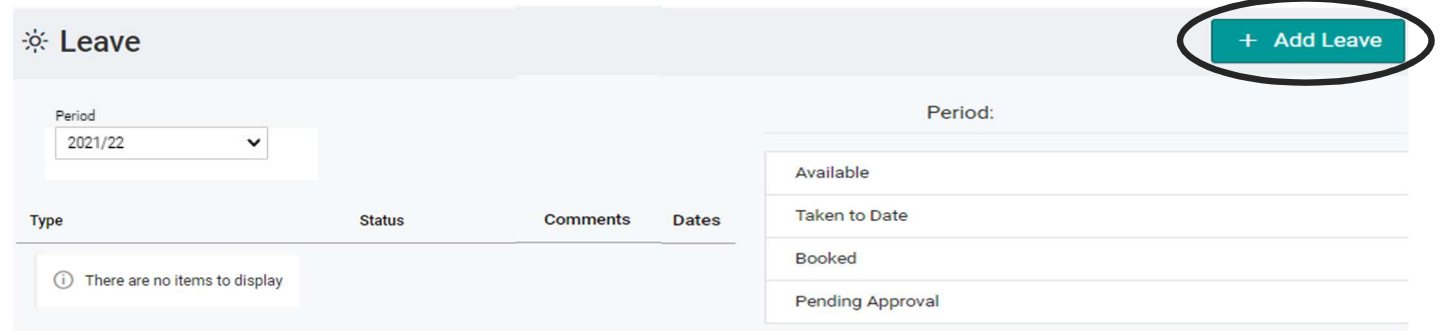 Leave
+ Add Leave
Period
2021/22
Type Status Comments Dates
There are no items to display
Period:
Available
Taken to Date
Booked
Pending Approval